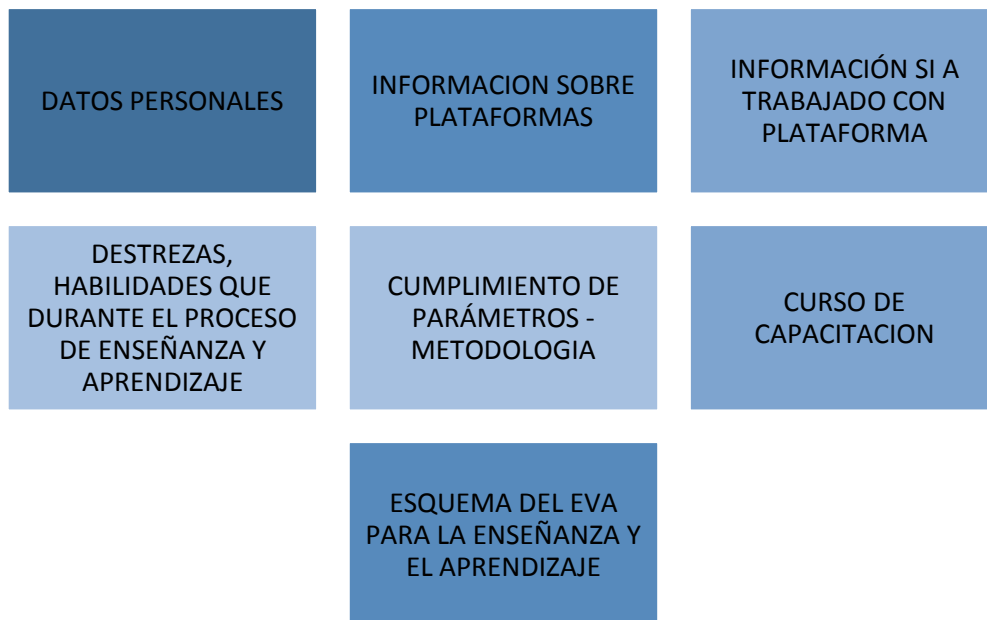 DATOS PERSONALES
INFORMACION SOBRE
PLATAFORMAS
INFORMACIÓN SI A
TRABAJADO CON
PLATAFORMA
DESTREZAS,
HABILIDADES QUE
DURANTE EL PROCESO
DE ENSEÑANZA Y
APRENDIZAJE
CUMPLIMIENTO DE
PARÁMETROS -
METODOLOGIA
CURSO DE
CAPACITACION
ESQUEMA DEL EVA
PARA LA ENSEÑANZA Y
EL APRENDIZAJE